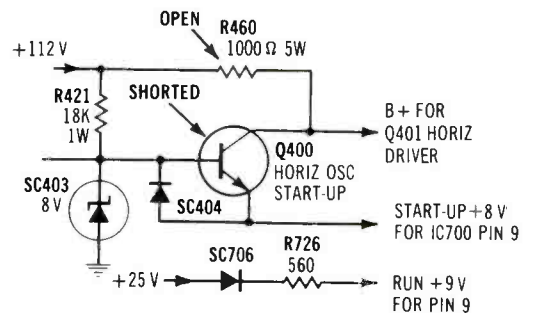 OPEN
R460
1000 Ω 5W
+112 V
R421
18K
1W
SHORTED
B + FOR
Q401 HORIZ
DRIVER
Q400
HORIZ OSC
START-UP
SC403
8 V
SC404
START-UP +8 V
FOR IC700 PIN 9
SC706
R726
560
+25 V
RUN +9 V
FOR PIN 9